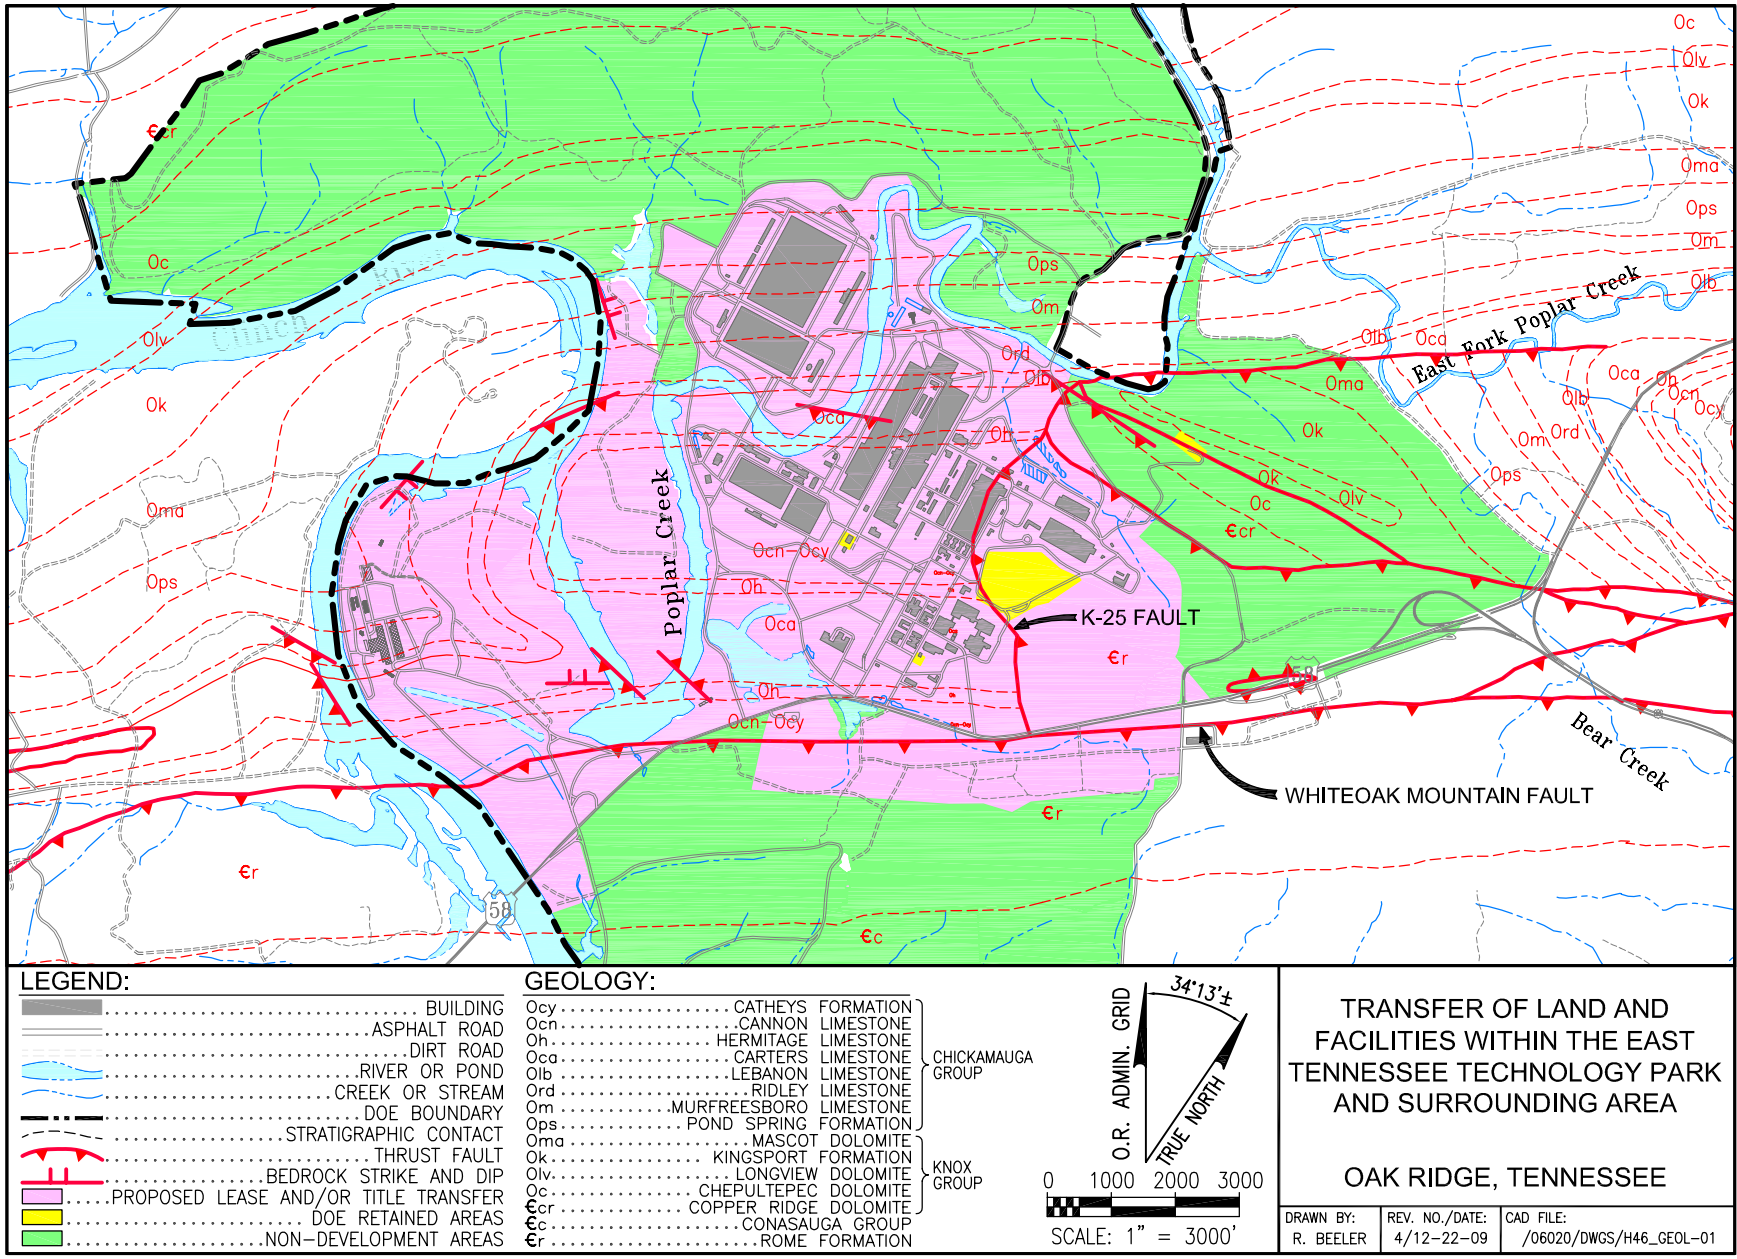 Oc
Olv
Ok
Oma
Ops
Om
Olb
Єcr
Oc
Olv
Ok
Oma
Ops
Єr
Ops
Om
Ord
Olb
Oca
Oh
Olb
Oca
East Fork Poplar Creek
Oma
Ok
Oca
Oh
Ocn
Olb
Ocy
Om
Ord
Ops
Ok
Olv
Oc
Єcr
Poplar Creek
Ocn-Ocy
Oh
Oca
Oh
Ocn-Ocy
K-25 FAULT
Єr
58
Bear Creek
WHITEOAK MOUNTAIN FAULT
Єr
Єc
58
LEGEND:
BUILDING
ASPHALT ROAD
DIRT ROAD
RIVER OR POND
CREEK OR STREAM
DOE BOUNDARY
STRATIGRAPHIC CONTACT
THRUST FAULT
BEDROCK STRIKE AND DIP
PROPOSED LEASE AND/OR TITLE TRANSFER
DOE RETAINED AREAS
NON-DEVELOPMENT AREAS
GEOLOGY:
Ocy CATHEYS FORMATION
Ocn CANNON LIMESTONE
Oh HERMITAGE LIMESTONE
Oca CARTERS LIMESTONE
Olb LEBANON LIMESTONE
Ord RIDLEY LIMESTONE
Om MURFREESBORO LIMESTONE
Ops POND SPRING FORMATION
CHICKAMAUGA
GROUP
Oma MASCOT DOLOMITE
Ok KINGSPORT FORMATION
Olv LONGVIEW DOLOMITE
Oc CHEPULTEPEC DOLOMITE
Єcr COPPER RIDGE DOLOMITE
KNOX
GROUP
Єc CONASAUGA GROUP
Єr ROME FORMATION
34°13'±
O.R. ADMIN. GRID
TRUE NORTH
0 1000 2000 3000
SCALE: 1" = 3000'
TRANSFER OF LAND AND
FACILITIES WITHIN THE EAST
TENNESSEE TECHNOLOGY PARK
AND SURROUNDING AREA
OAK RIDGE, TENNESSEE
DRAWN BY:
R. BEELER
REV. NO./DATE:
4/12-22-09
CAD FILE:
/06020/DWGS/H46_GEOL-01